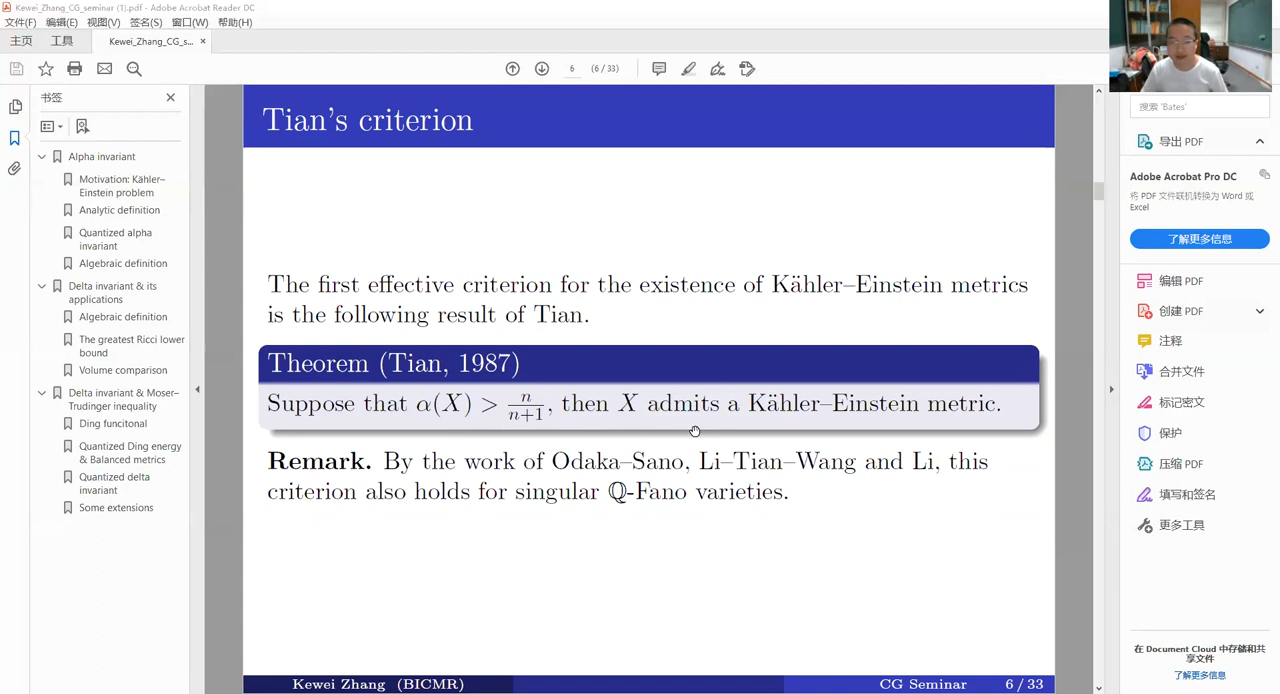 Kewei_Zhang_CG_seminar (1).pdf - Adobe Acrobat Reader DC
文件(F) 编辑(E) 视图(V) 签名(S) 窗口(W) 帮助(H)
主页 工具 Kewei_Zhang_CG_s... ×
6 (6 / 33)
书签
Alpha invariant
Motivation: Kähler–
Einstein problem
Analytic definition
Quantized alpha
invariant
Algebraic definition
Delta invariant & its
applications
Algebraic definition
The greatest Ricci lower
bound
Volume comparison
Delta invariant & Moser–
Trudinger inequality
Ding funcitonal
Quantized Ding energy
& Balanced metrics
Quantized delta
invariant
Some extensions
Tian's criterion
The first effective criterion for the existence of Kähler–Einstein metrics
is the following result of Tian.
Theorem (Tian, 1987)
Suppose that α(X) > n/(n+1), then X admits a Kähler–Einstein metric.
Remark. By the work of Odaka–Sano, Li–Tian–Wang and Li, this
criterion also holds for singular ℚ-Fano varieties.
Kewei Zhang (BICMR) CG Seminar 6 / 33
搜索 'Bates'
导出 PDF
Adobe Acrobat Pro DC
将 PDF 文件联机转换为 Word 或
Excel
了解更多信息
编辑 PDF
创建 PDF
注释
合并文件
标记密文
保护
压缩 PDF
填写和签名
更多工具
在 Document Cloud 中存储和共
享文件
了解更多信息